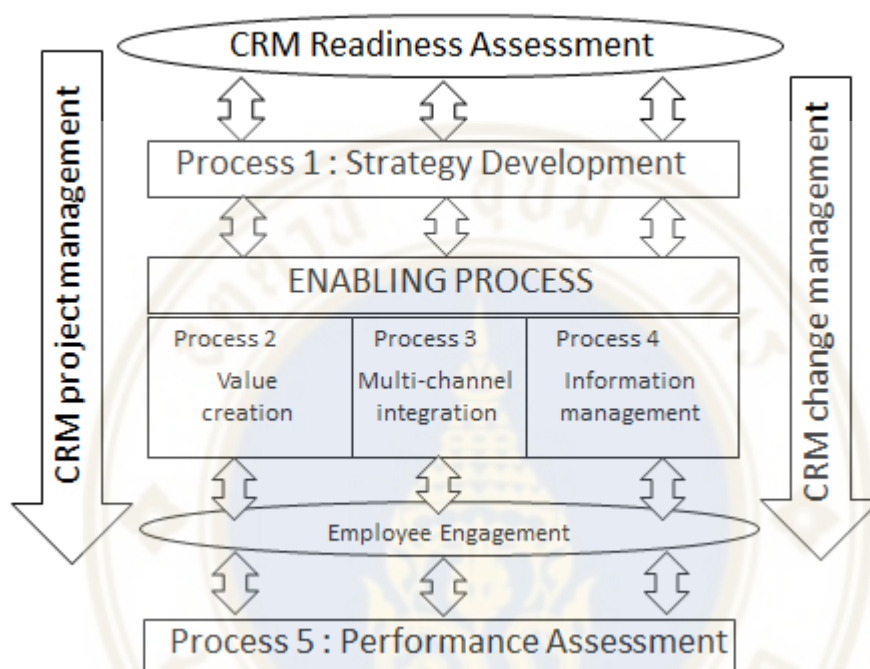 CRM Readiness Assessment
CRM project management
CRM change management
Process 1 : Strategy Development
ENABLING PROCESS
Process 2
Value
creation
Process 3
Multi-channel
integration
Process 4
Information
management
Employee Engagement
Process 5 : Performance Assessment